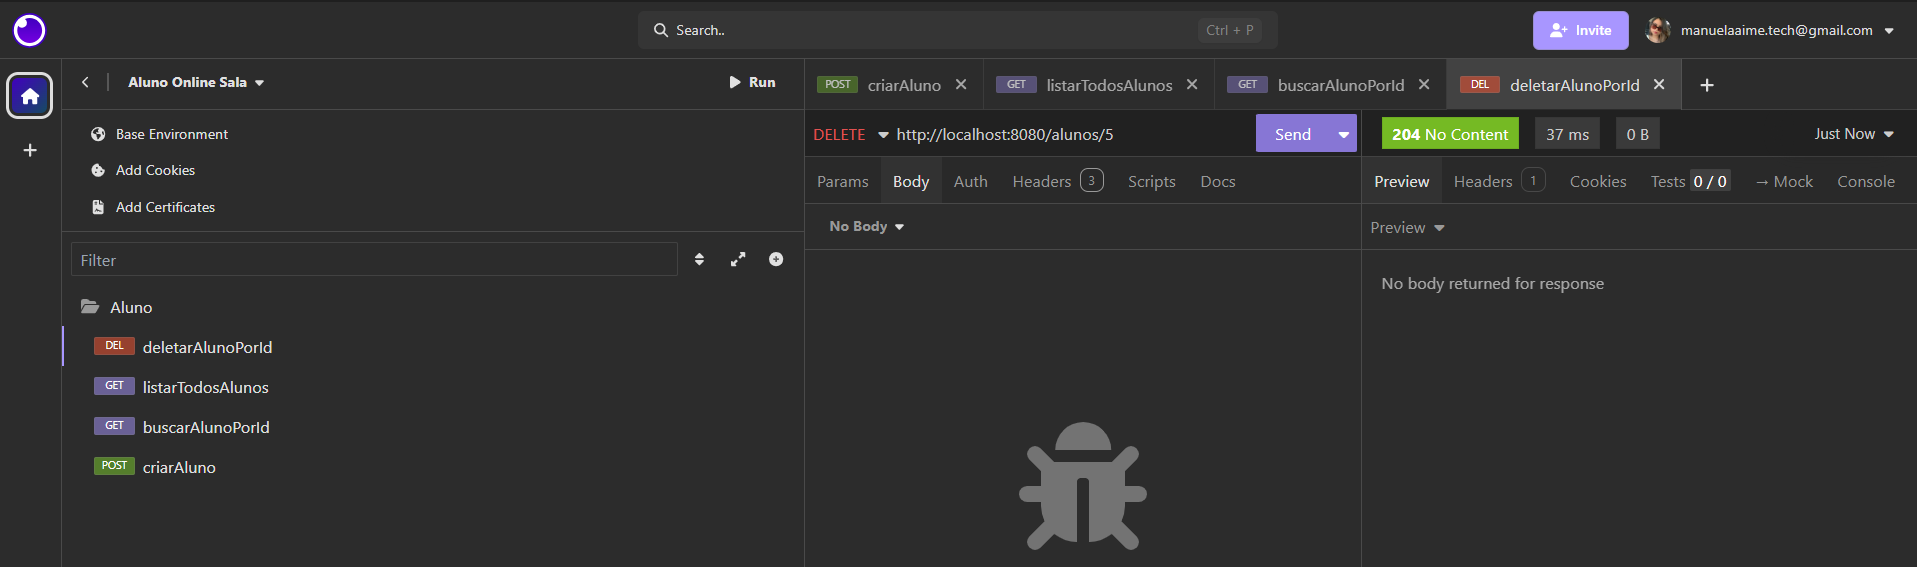 Search..
Ctrl + P
Invite
manuelaaime.tech@gmail.com
Aluno Online Sala
Run
Base Environment
Add Cookies
Add Certificates
Filter
Aluno
DEL deletarAlunoPorId
GET listarTodosAlunos
GET buscarAlunoPorId
POST criarAluno
POST criarAluno
GET listarTodosAlunos
GET buscarAlunoPorId
DEL deletarAlunoPorId
DELETE http://localhost:8080/alunos/5
Send
Params Body Auth Headers 3 Scripts Docs
No Body
204 No Content 37 ms 0 B
Just Now
Preview Headers 1 Cookies Tests 0 / 0 → Mock Console
Preview
No body returned for response